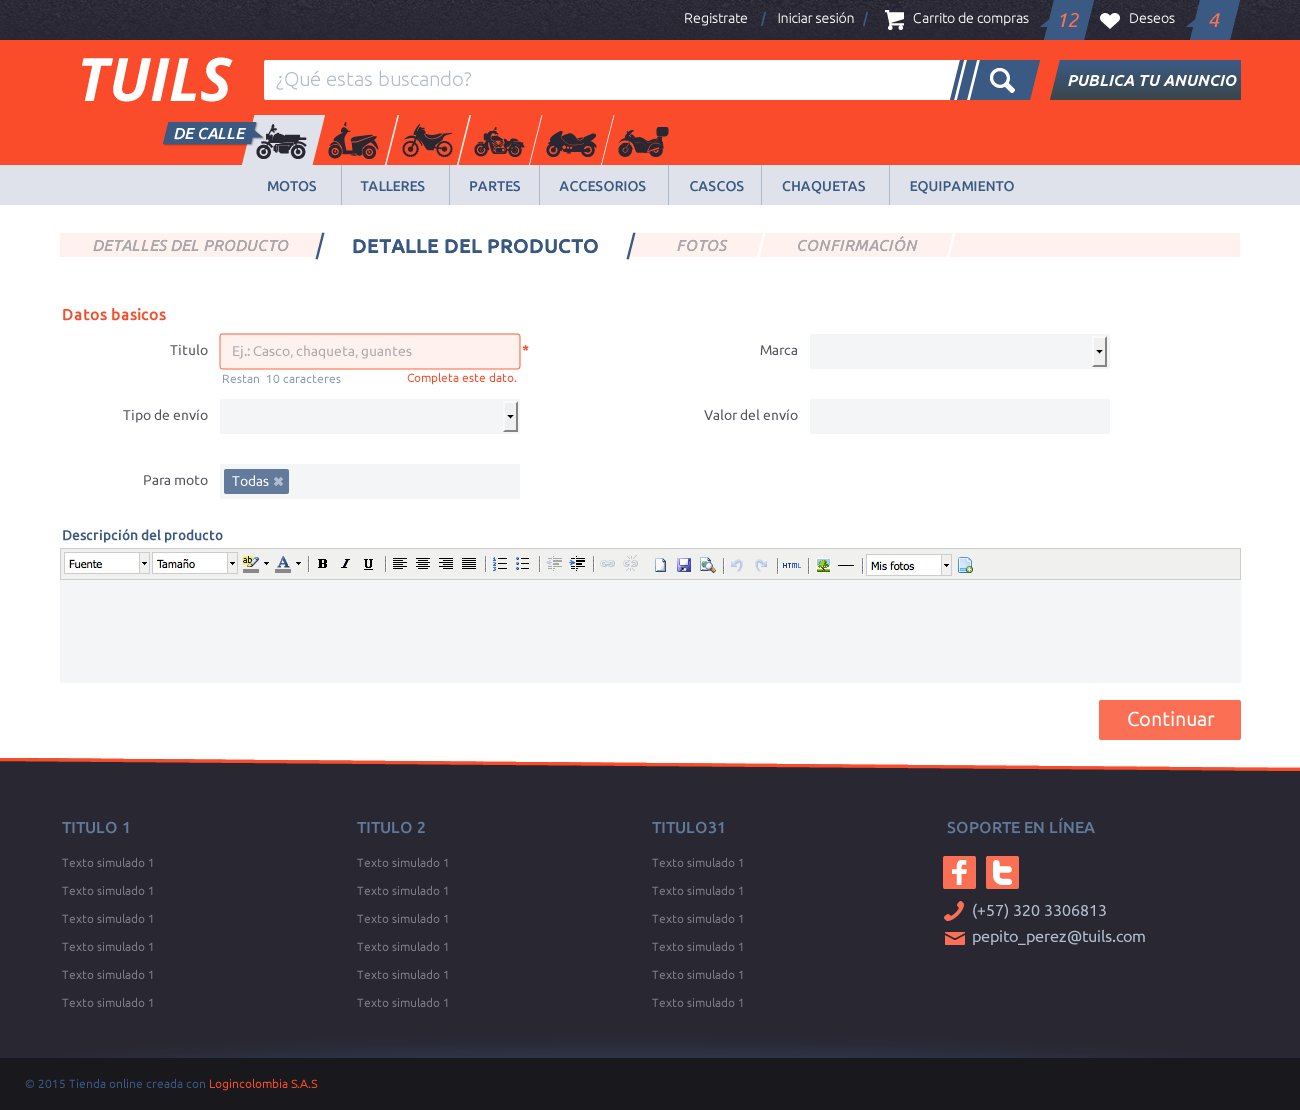 Registrate / Iniciar sesión / Carrito de compras 12 Deseos 4
TUILS ¿Qué estas buscando? PUBLICA TU ANUNCIO
DE CALLE
MOTOS TALLERES PARTES ACCESORIOS CASCOS CHAQUETAS EQUIPAMIENTO
DETALLES DEL PRODUCTO / DETALLE DEL PRODUCTO / FOTOS CONFIRMACIÓN
Datos basicos
Titulo Ej.: Casco, chaqueta, guantes * Marca
Restan 10 caracteres Completa este dato.
Tipo de envío Valor del envío
Para moto Todas ✖
Descripción del producto
Fuente Tamaño ab A B I U HTML Mis fotos
Continuar
TITULO 1 TITULO 2 TITULO31 SOPORTE EN LÍNEA
Texto simulado 1 Texto simulado 1 Texto simulado 1
Texto simulado 1 Texto simulado 1 Texto simulado 1
Texto simulado 1 Texto simulado 1 Texto simulado 1 (+57) 320 3306813
Texto simulado 1 Texto simulado 1 Texto simulado 1 pepito_perez@tuils.com
Texto simulado 1 Texto simulado 1 Texto simulado 1
Texto simulado 1 Texto simulado 1 Texto simulado 1
© 2015 Tienda online creada con Logincolombia S.A.S